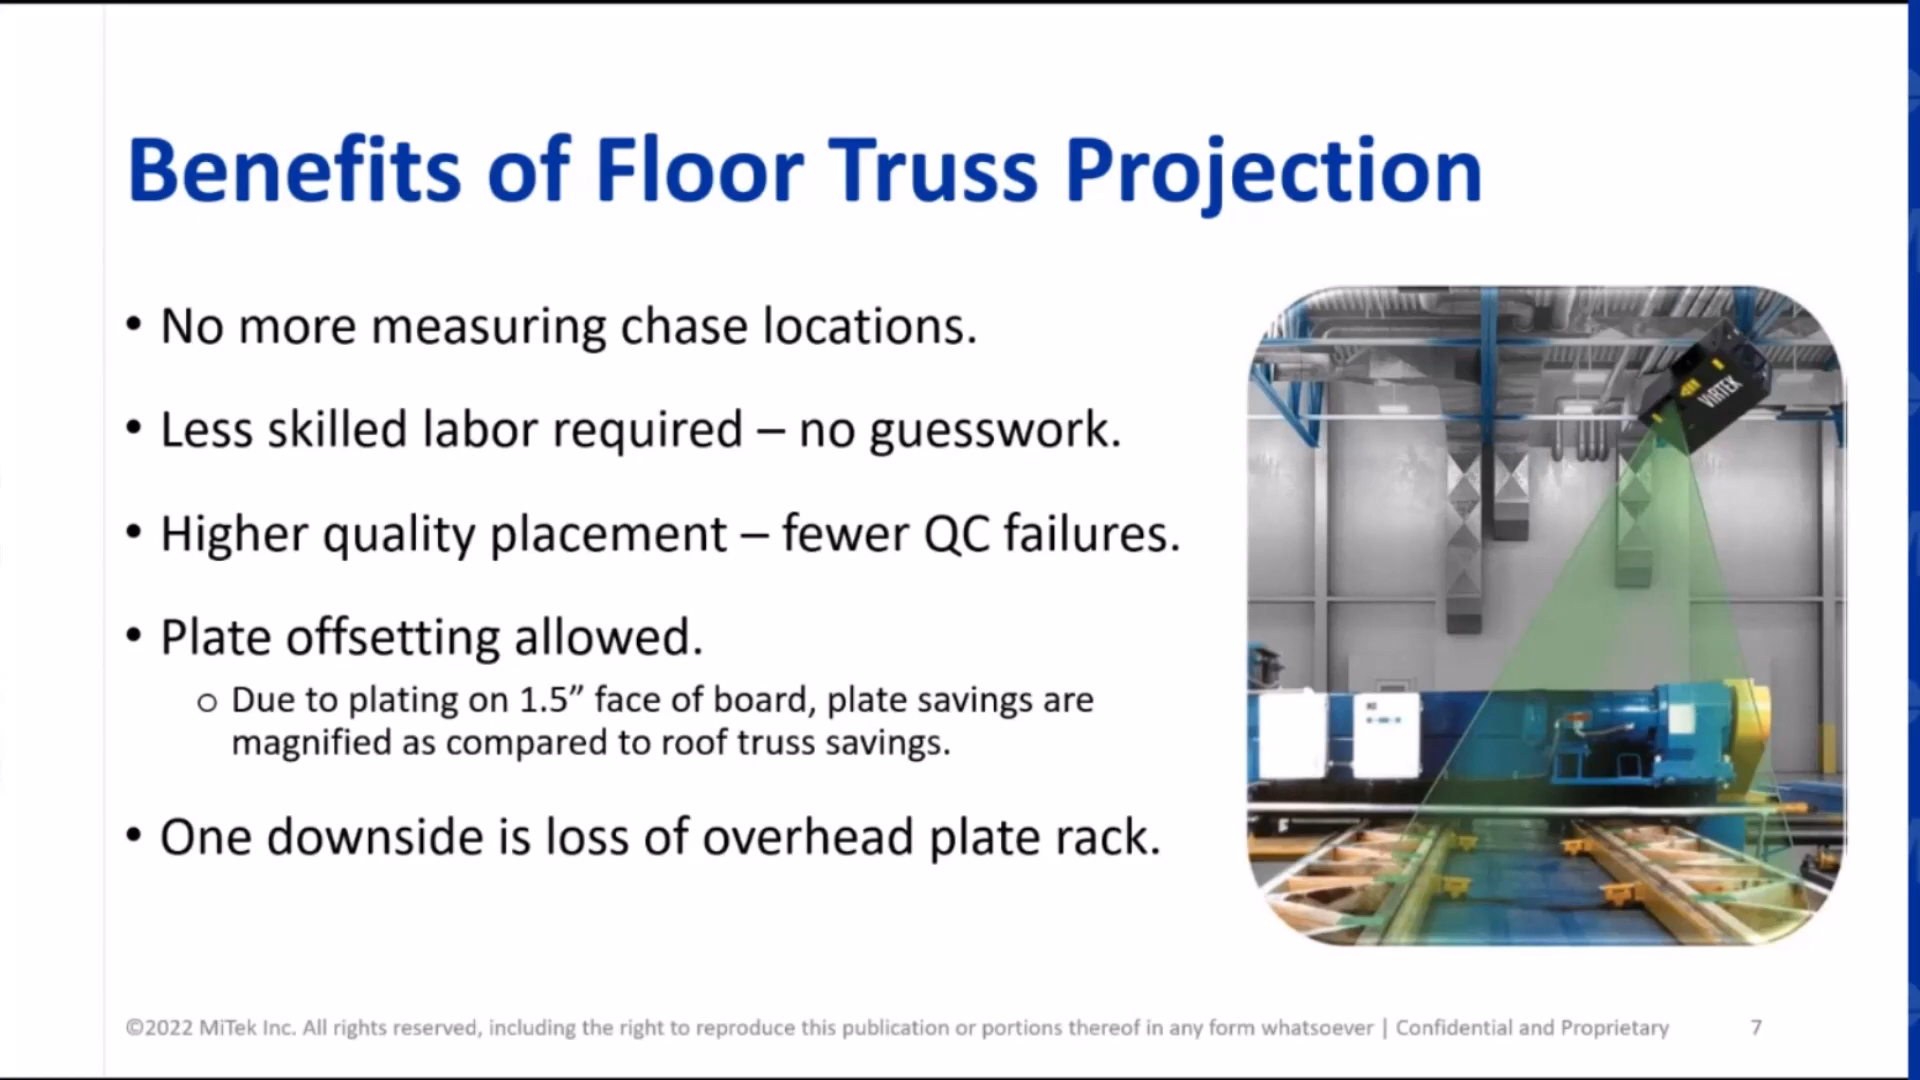 Benefits of Floor Truss Projection
• No more measuring chase locations.
• Less skilled labor required – no guesswork.
• Higher quality placement – fewer QC failures.
• Plate offsetting allowed.
o Due to plating on 1.5” face of board, plate savings are
magnified as compared to roof truss savings.
• One downside is loss of overhead plate rack.
VIRTEK
©2022 MiTek Inc. All rights reserved, including the right to reproduce this publication or portions thereof in any form whatsoever | Confidential and Proprietary 7